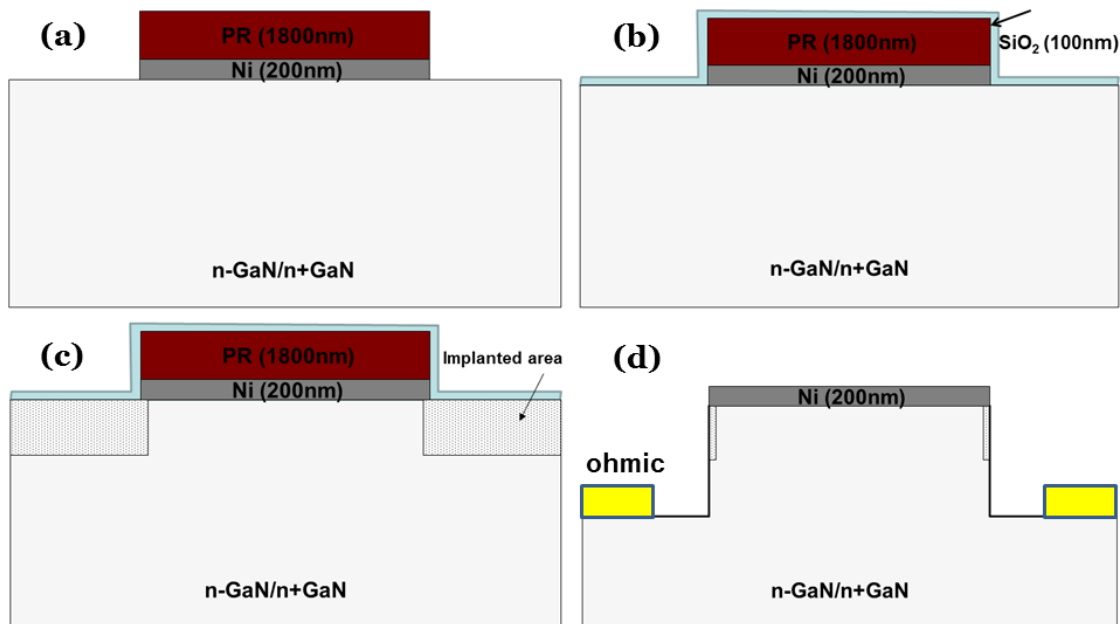 (a)
PR (1800nm)
Ni (200nm)
n-GaN/n+GaN
(b)
PR (1800nm)
Ni (200nm)
SiO₂ (100nm)
n-GaN/n+GaN
(c)
PR (1800nm)
Ni (200nm)
Implanted area
n-GaN/n+GaN
(d)
Ni (200nm)
ohmic
n-GaN/n+GaN